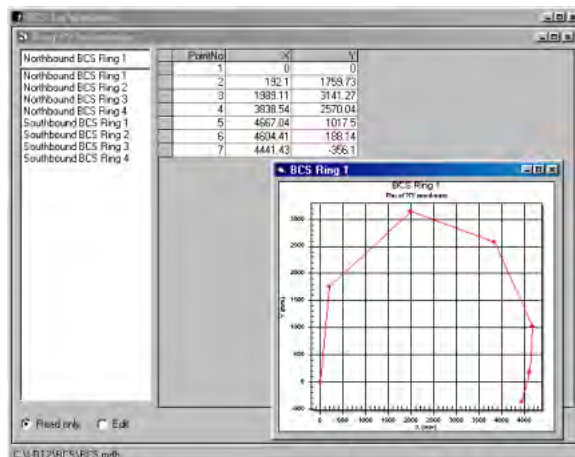 Northbound BCS Ring 1
Northbound BCS Ring 1
Northbound BCS Ring 2
Northbound BCS Ring 3
Northbound BCS Ring 4
Southbound BCS Ring 1
Southbound BCS Ring 2
Southbound BCS Ring 3
Southbound BCS Ring 4
PointNo X Y
1 0 0
2 192.1 1759.73
3 1989.11 3141.27
4 3838.54 2570.04
5 4667.04 1017.5
6 4604.41 188.14
7 4441.43 -356.1
BCS Ring 1
BCS Ring 1
Plot of XY coordinates
3000
2500
2000
1500
1000
500
0
-500
0 500 1000 1500 2000 2500 3000 3500 4000 4500
Read only Edit